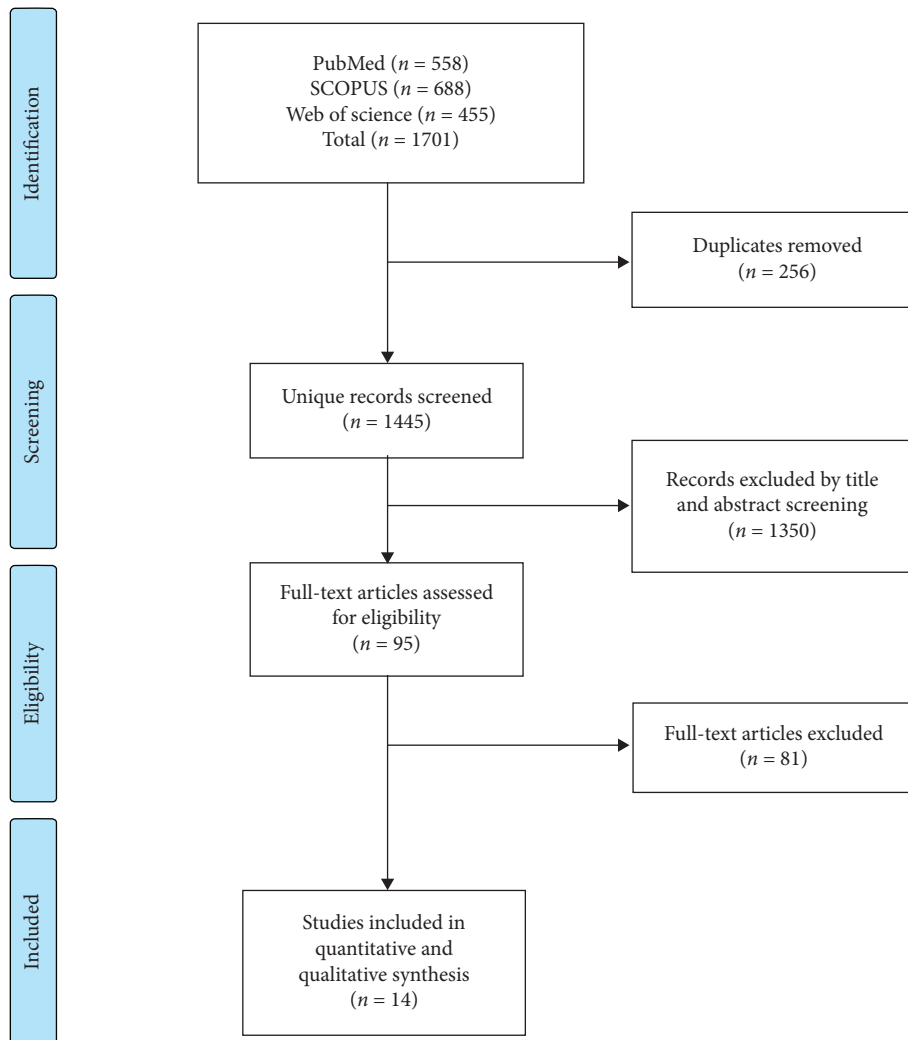 Identification
PubMed (n = 558)
SCOPUS (n = 688)
Web of science (n = 455)
Total (n = 1701)
Duplicates removed
(n = 256)
Screening
Unique records screened
(n = 1445)
Records excluded by title
and abstract screening
(n = 1350)
Eligibility
Full-text articles assessed
for eligibility
(n = 95)
Full-text articles excluded
(n = 81)
Included
Studies included in
quantitative and
qualitative synthesis
(n = 14)